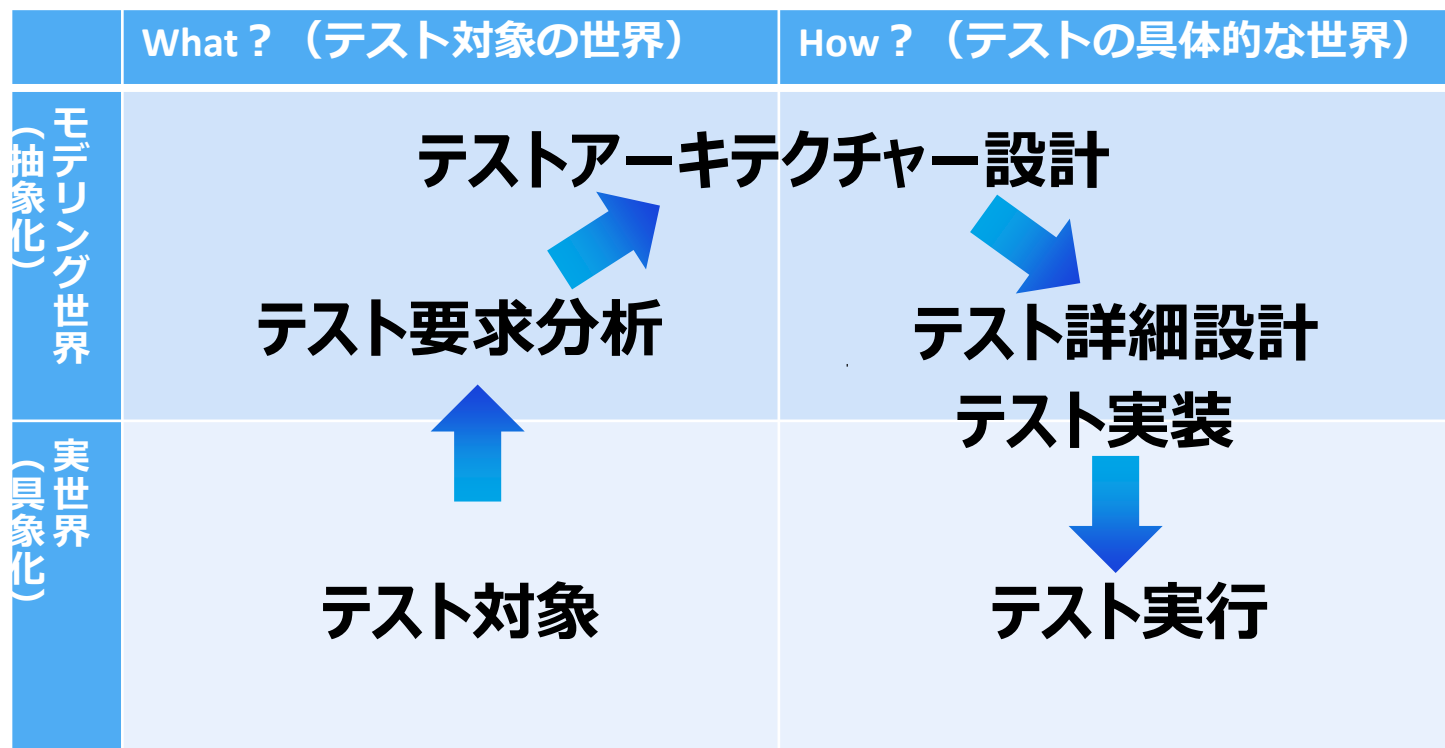 What？（テスト対象の世界）
How？（テストの具体的な世界）
モデリング世界
（抽象化）
テストアーキテクチャー設計
テスト要求分析
テスト詳細設計
テスト実装
実世界
（具象化）
テスト対象
テスト実行